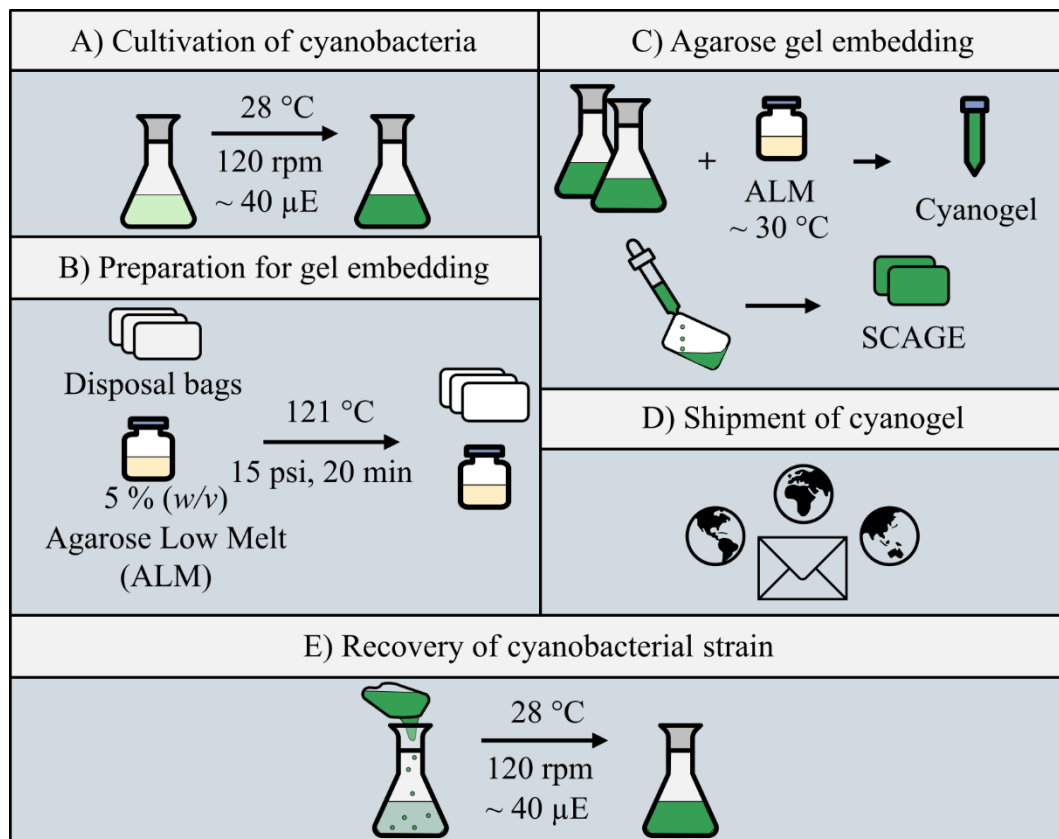 A) Cultivation of cyanobacteria
28 °C
120 rpm
~ 40 µE
B) Preparation for gel embedding
Disposal bags
5 % (w/v)
Agarose Low Melt
(ALM)
121 °C
15 psi, 20 min
C) Agarose gel embedding
+
ALM
~ 30 °C
Cyanogel
SCAGE
D) Shipment of cyanogel
E) Recovery of cyanobacterial strain
28 °C
120 rpm
~ 40 µE